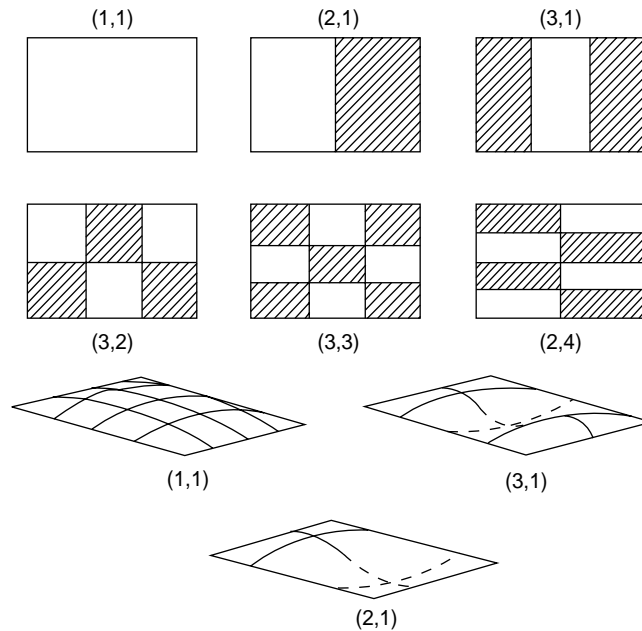 (1,1) (2,1) (3,1)
(3,2) (3,3) (2,4)
(1,1) (3,1)
(2,1)